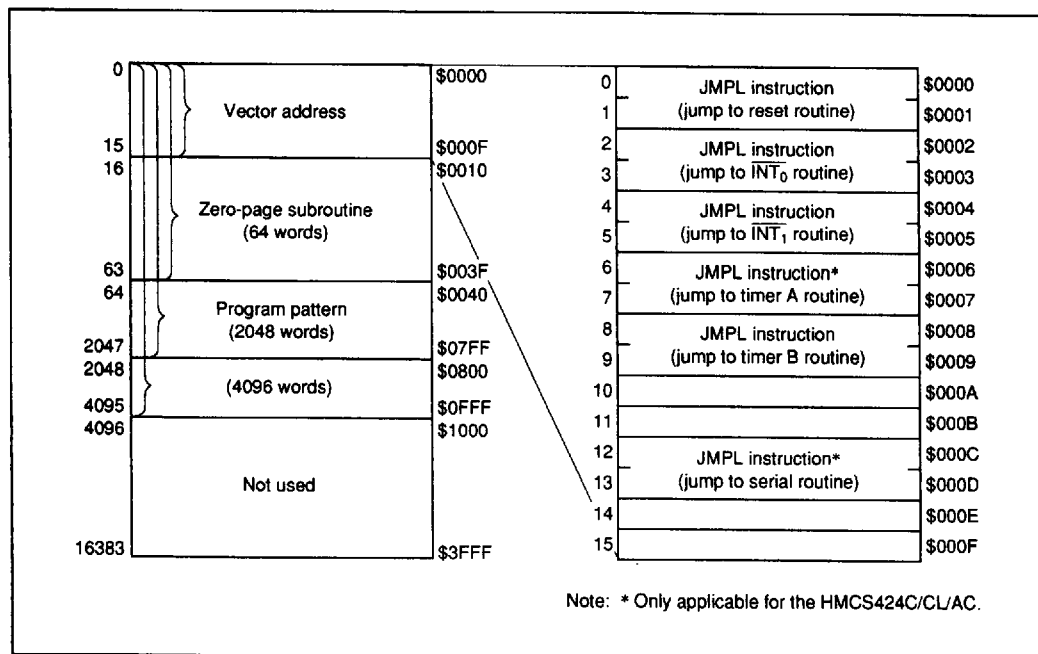 0
$0000
Vector address
15
$000F
16
$0010
Zero-page subroutine
(64 words)
63
$003F
64
$0040
Program pattern
(2048 words)
2047
$07FF
2048
$0800
(4096 words)
4095
$0FFF
4096
$1000
Not used
16383
$3FFF
0
JMPL instruction
$0000
1
(jump to reset routine)
$0001
2
JMPL instruction
$0002
3
(jump to INT₀ routine)
$0003
4
JMPL instruction
$0004
5
(jump to INT₁ routine)
$0005
6
JMPL instruction*
$0006
7
(jump to timer A routine)
$0007
8
JMPL instruction
$0008
9
(jump to timer B routine)
$0009
10
$000A
11
$000B
12
JMPL instruction*
$000C
13
(jump to serial routine)
$000D
14
$000E
15
$000F
Note: * Only applicable for the HMCS424C/CL/AC.